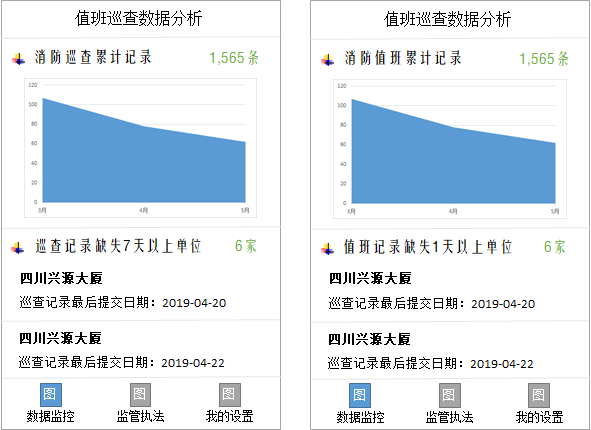 值班巡查数据分析
消防巡查累计记录 1,565条
120
100
80
60
40
20
0
3月 4月 5月
巡查记录缺失7天以上单位 6家
四川兴源大厦
巡查记录最后提交日期：2019-04-20
四川兴源大厦
巡查记录最后提交日期：2019-04-22
图 图 图
数据监控 监管执法 我的设置
值班巡查数据分析
消防值班累计记录 1,565条
120
100
80
60
40
20
0
3月 4月 5月
值班记录缺失1天以上单位 6家
四川兴源大厦
巡查记录最后提交日期：2019-04-20
四川兴源大厦
巡查记录最后提交日期：2019-04-22
图 图 图
数据监控 监管执法 我的设置